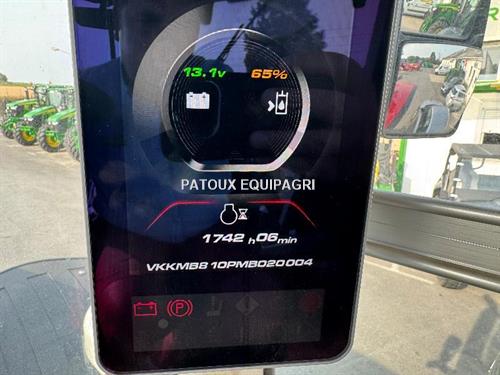 13.1v 65%
PATOUX EQUIPAGRI
1742 h06min
VKKMB8 10PMB020004
P